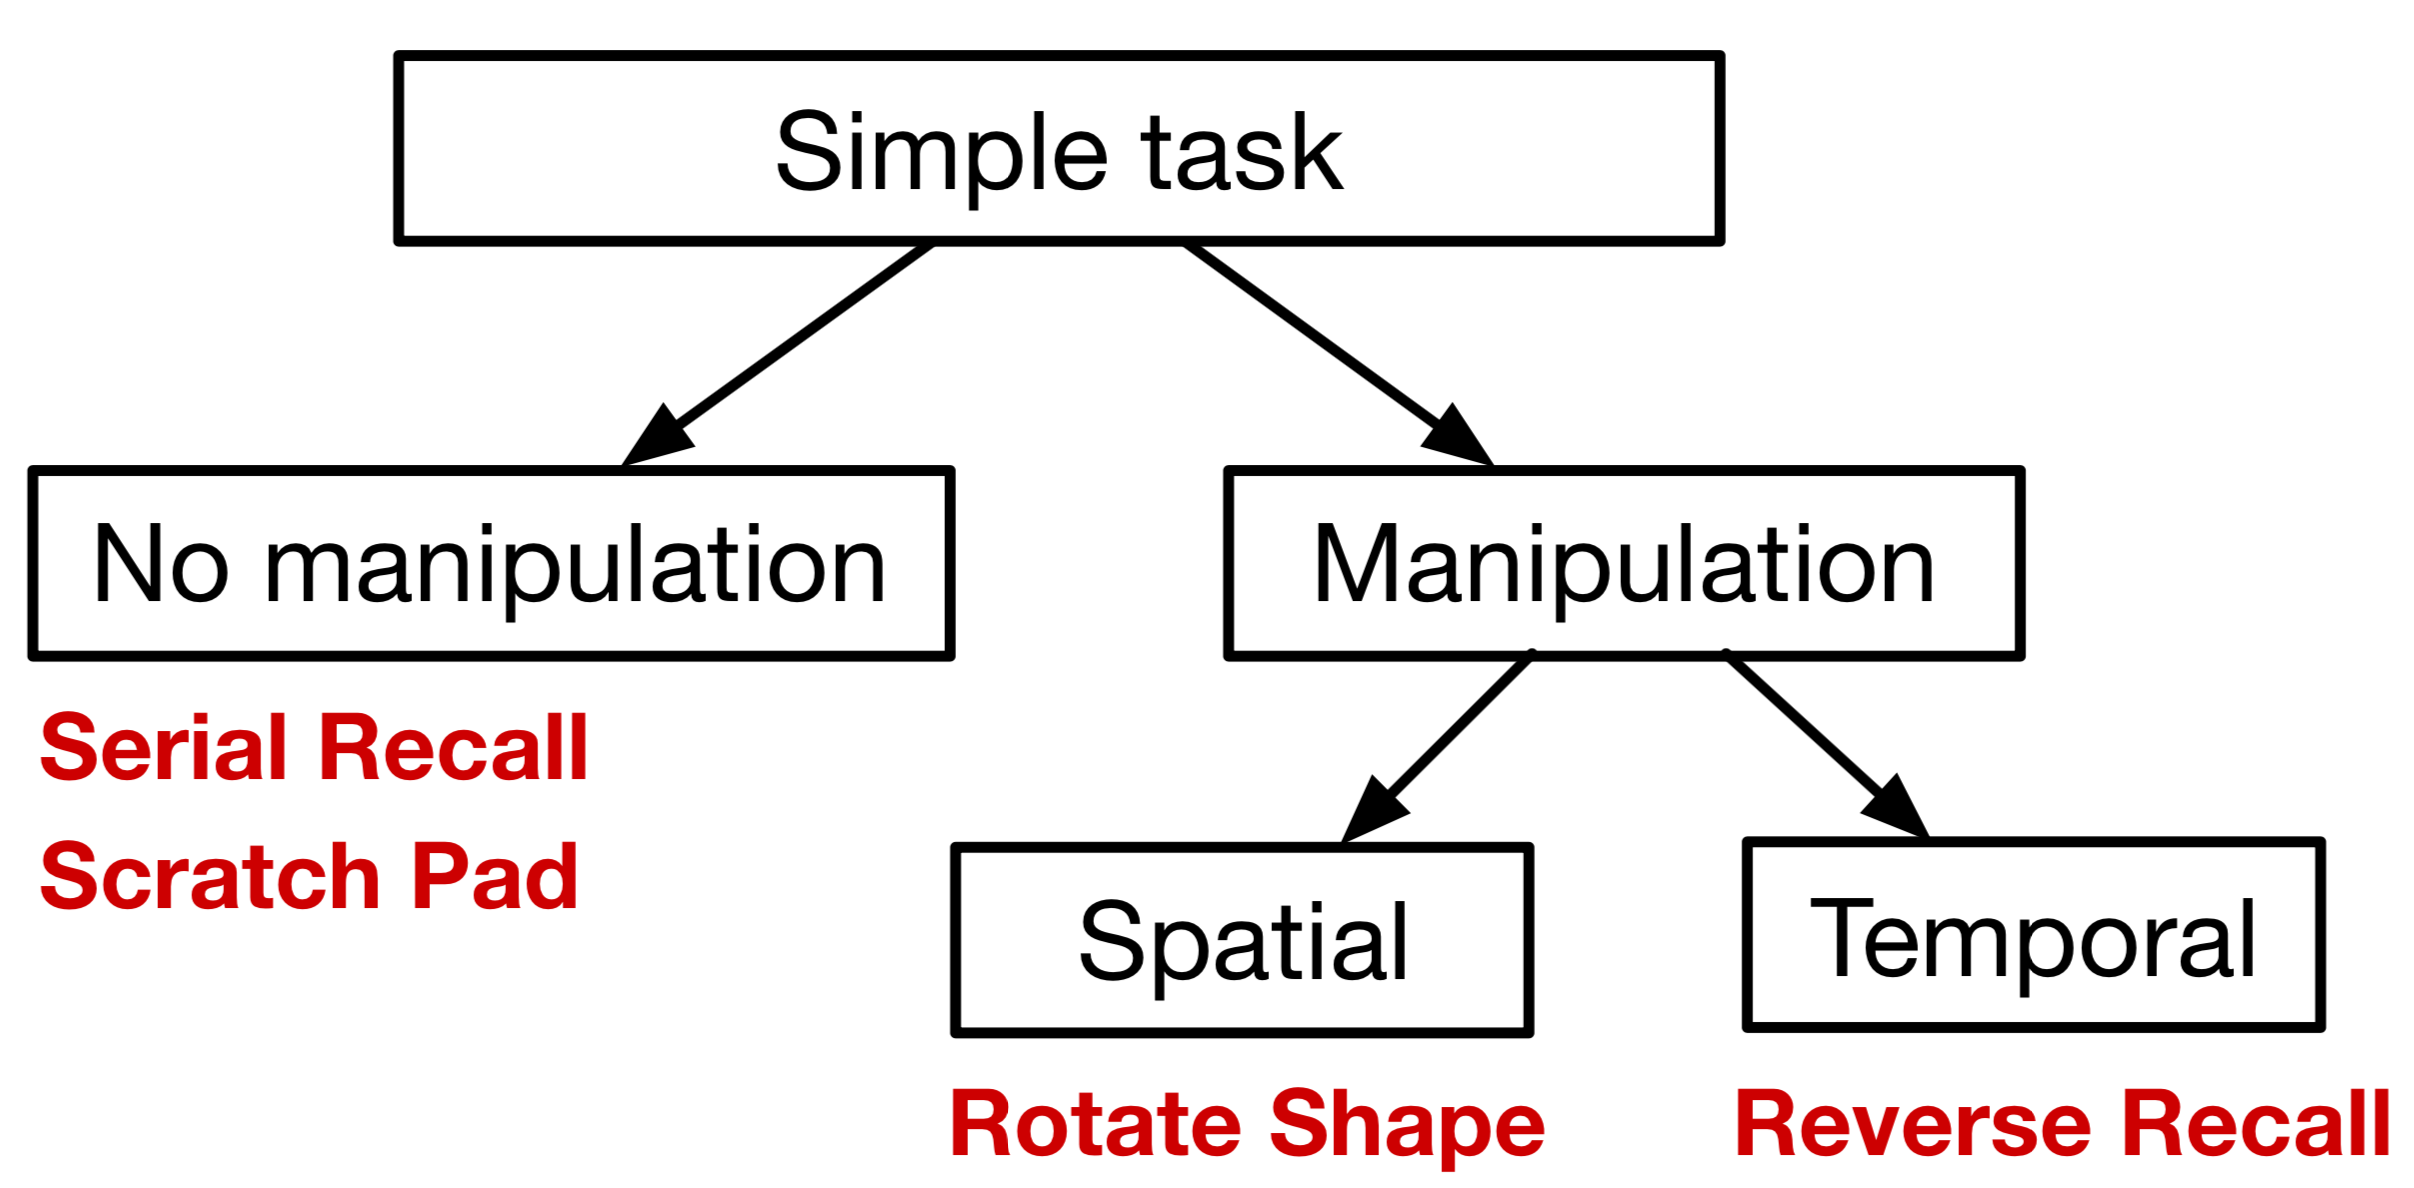 Simple task
No manipulation
Manipulation
Serial Recall
Scratch Pad
Spatial
Temporal
Rotate Shape
Reverse Recall